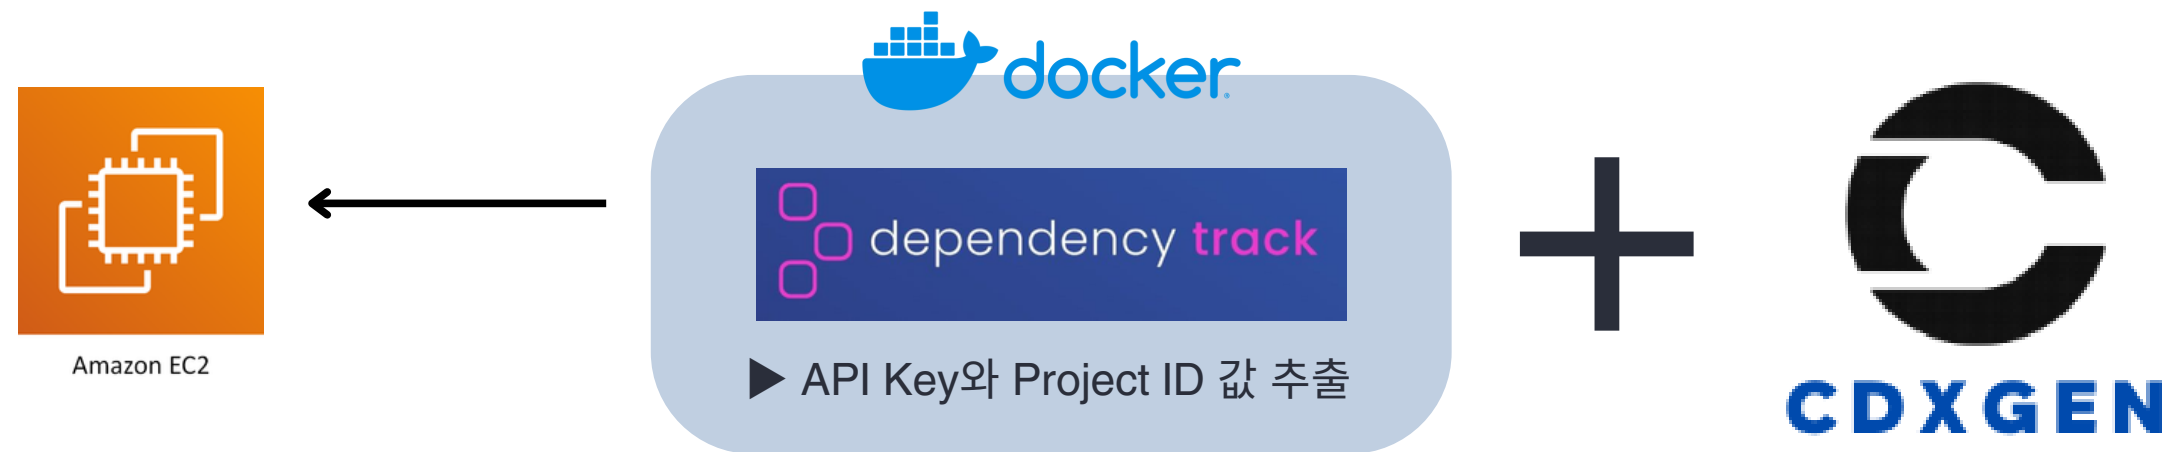 docker
dependency track
▶ API Key와 Project ID 값 추출
Amazon EC2
CDXGEN